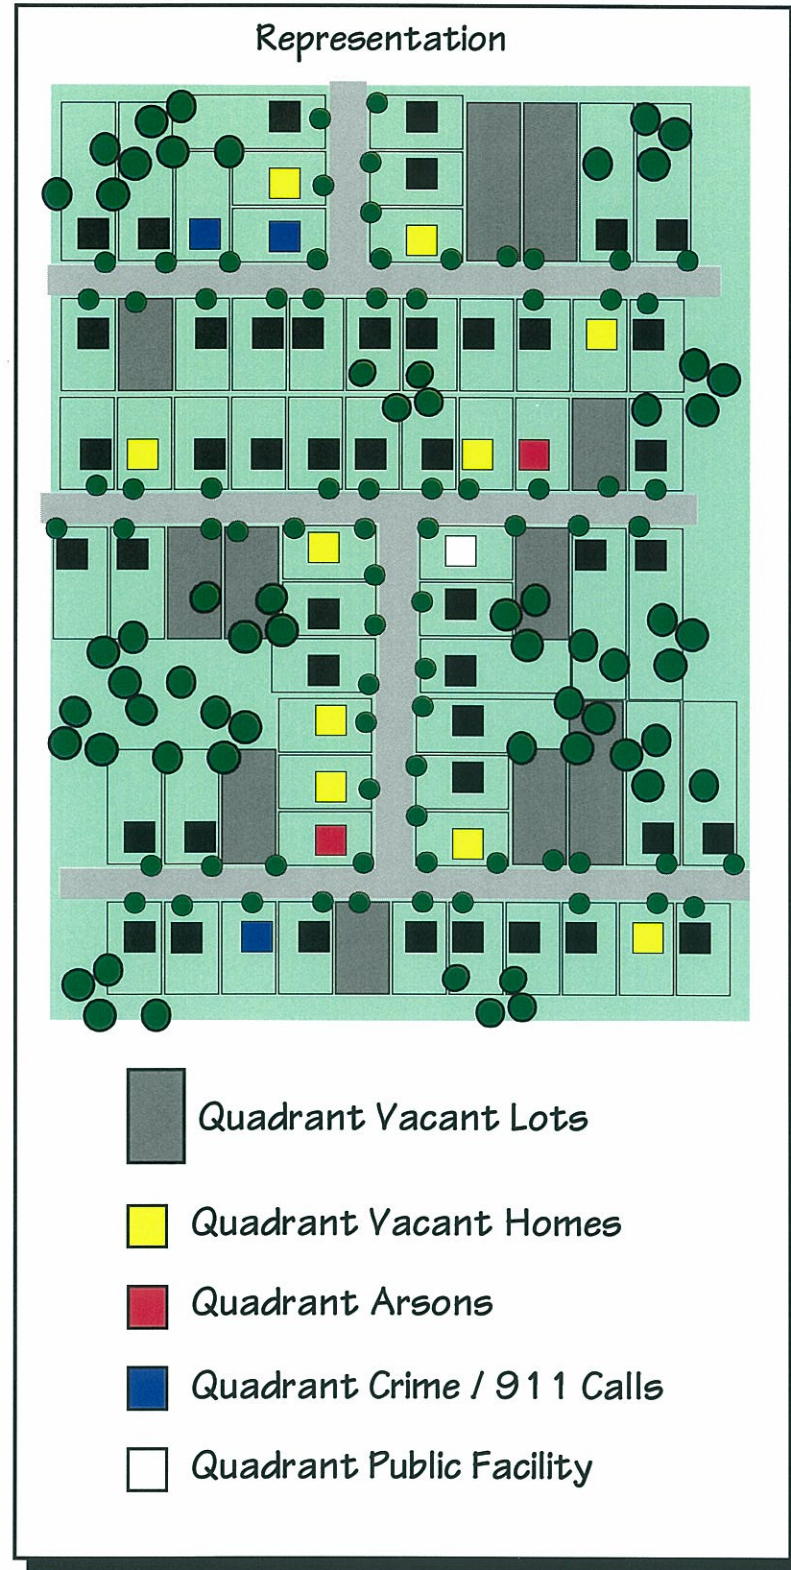 Representation
Quadrant Vacant Lots
Quadrant Vacant Homes
Quadrant Arsons
Quadrant Crime / 911 Calls
Quadrant Public Facility